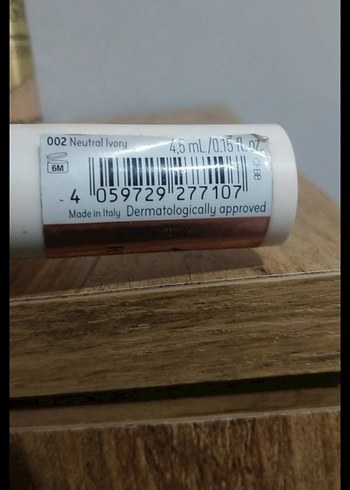 002 Neutral Ivory 4,5 mL/0.15 fl.oz.
6M
4 059729 277107
Made in Italy Dermatologically approved